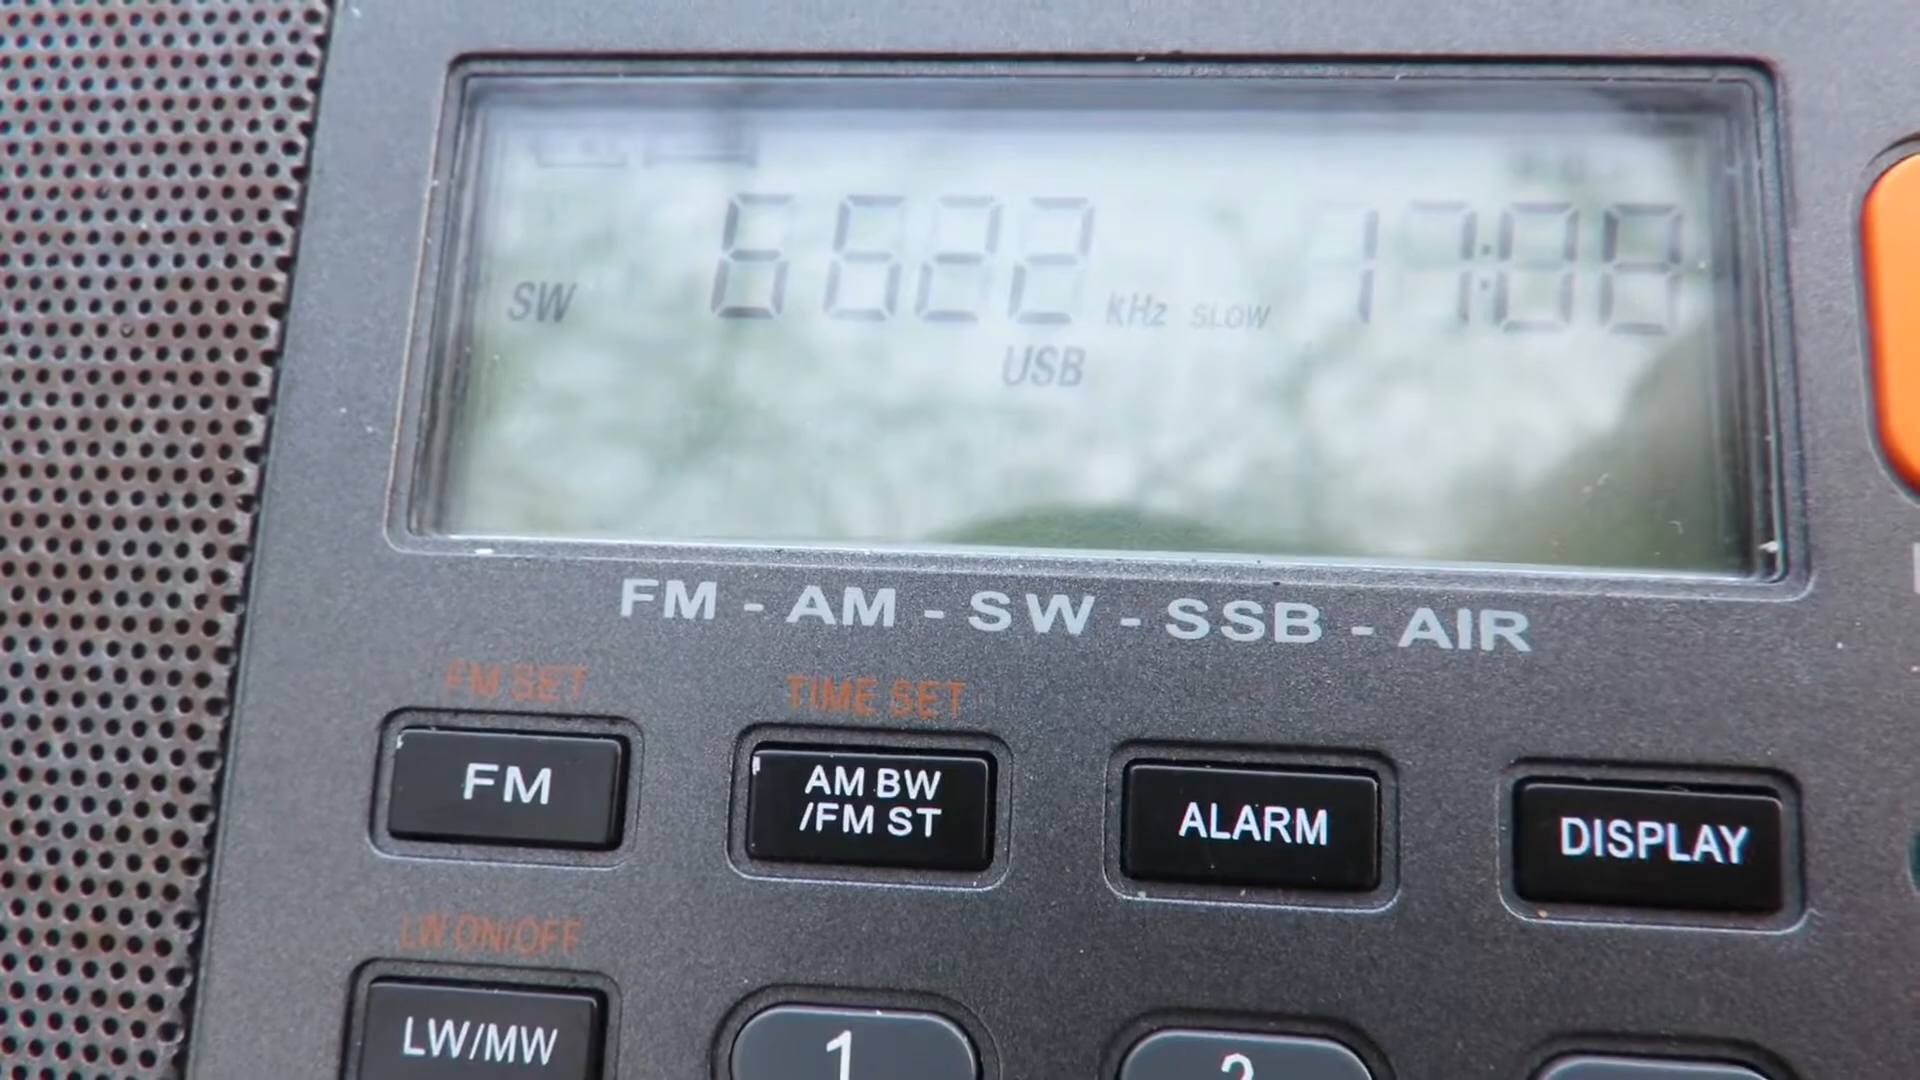 SW 6622 kHz SLOW 17:08
USB
FM - AM - SW - SSB - AIR
FM SET TIME SET
FM AM BW ALARM DISPLAY
/FM ST
LW ON/OFF
LW/MW 1 2